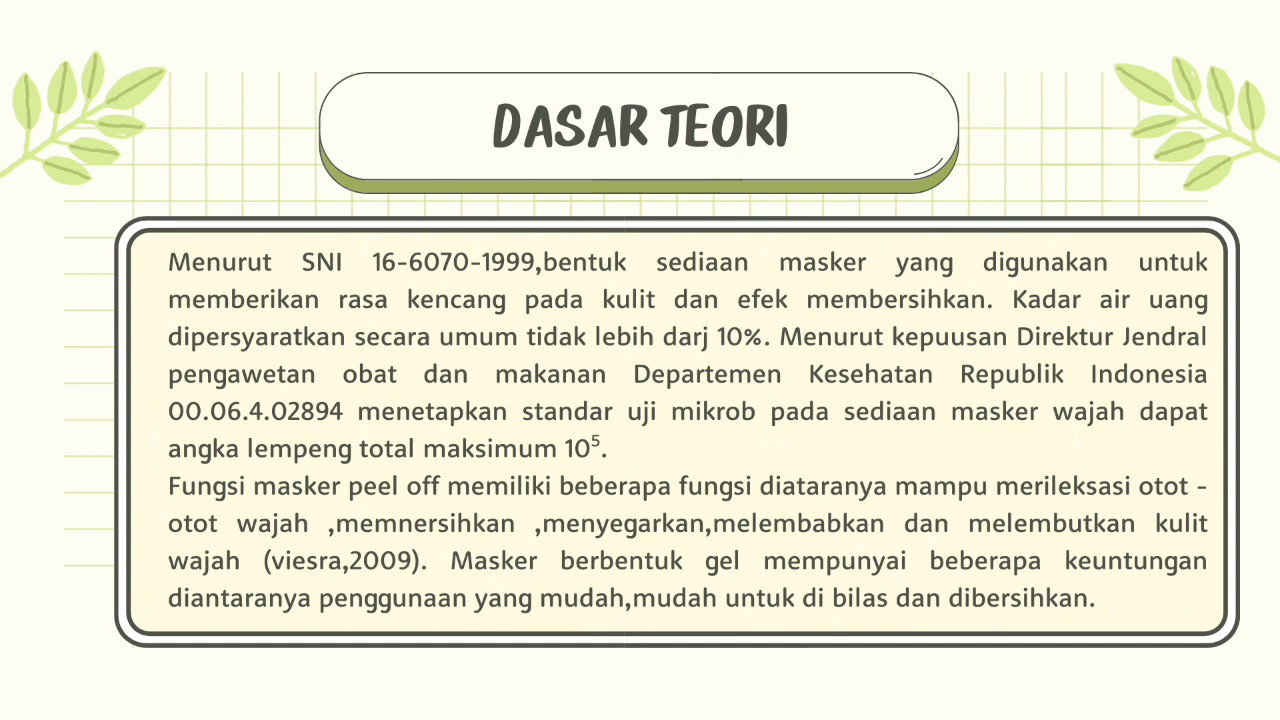 DASAR TEORI
Menurut SNI 16-6070-1999,bentuk sediaan masker yang digunakan untuk
memberikan rasa kencang pada kulit dan efek membersihkan. Kadar air uang
dipersyaratkan secara umum tidak lebih darj 10%. Menurut kepuusan Direktur Jendral
pengawetan obat dan makanan Departemen Kesehatan Republik Indonesia
00.06.4.02894 menetapkan standar uji mikrob pada sediaan masker wajah dapat
angka lempeng total maksimum 10⁵.
Fungsi masker peel off memiliki beberapa fungsi diataranya mampu merileksasi otot -
otot wajah ,memnersihkan ,menyegarkan,melembabkan dan melembutkan kulit
wajah (viesra,2009). Masker berbentuk gel mempunyai beberapa keuntungan
diantaranya penggunaan yang mudah,mudah untuk di bilas dan dibersihkan.